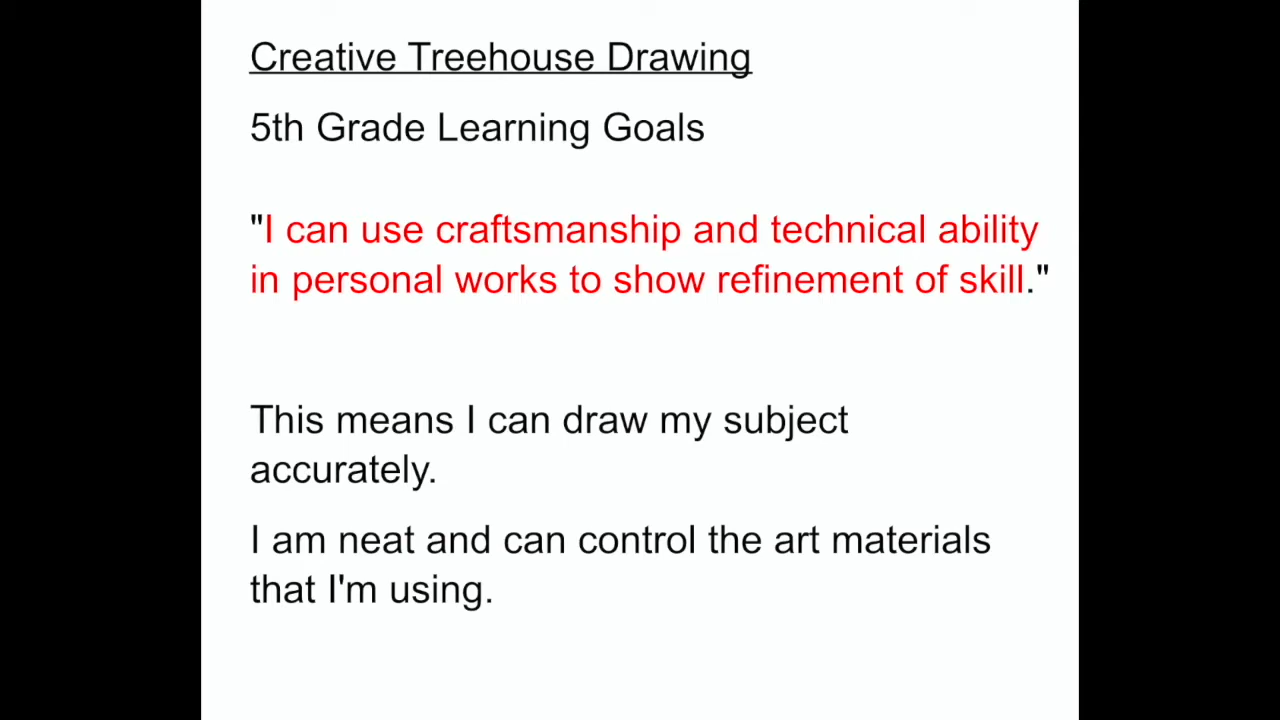 Creative Treehouse Drawing
5th Grade Learning Goals
"I can use craftsmanship and technical ability
in personal works to show refinement of skill."
This means I can draw my subject
accurately.
I am neat and can control the art materials
that I'm using.